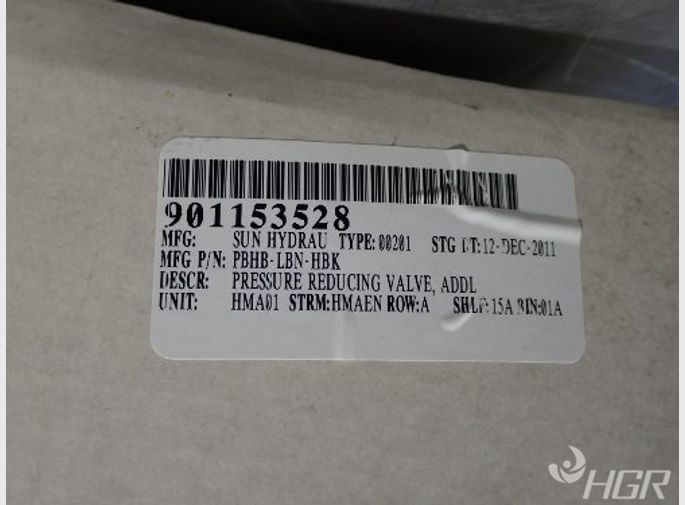 901153528
MFG: SUN HYDRAU TYPE: 00201 STG DT: 12-DEC-2011
MFG P/N: PBHB-LBN-HBK
DESCR: PRESSURE REDUCING VALVE, ADDL
UNIT: HMA01 STRM: HMAEN ROW: A SHLF: 15A BIN: 01A
HGR